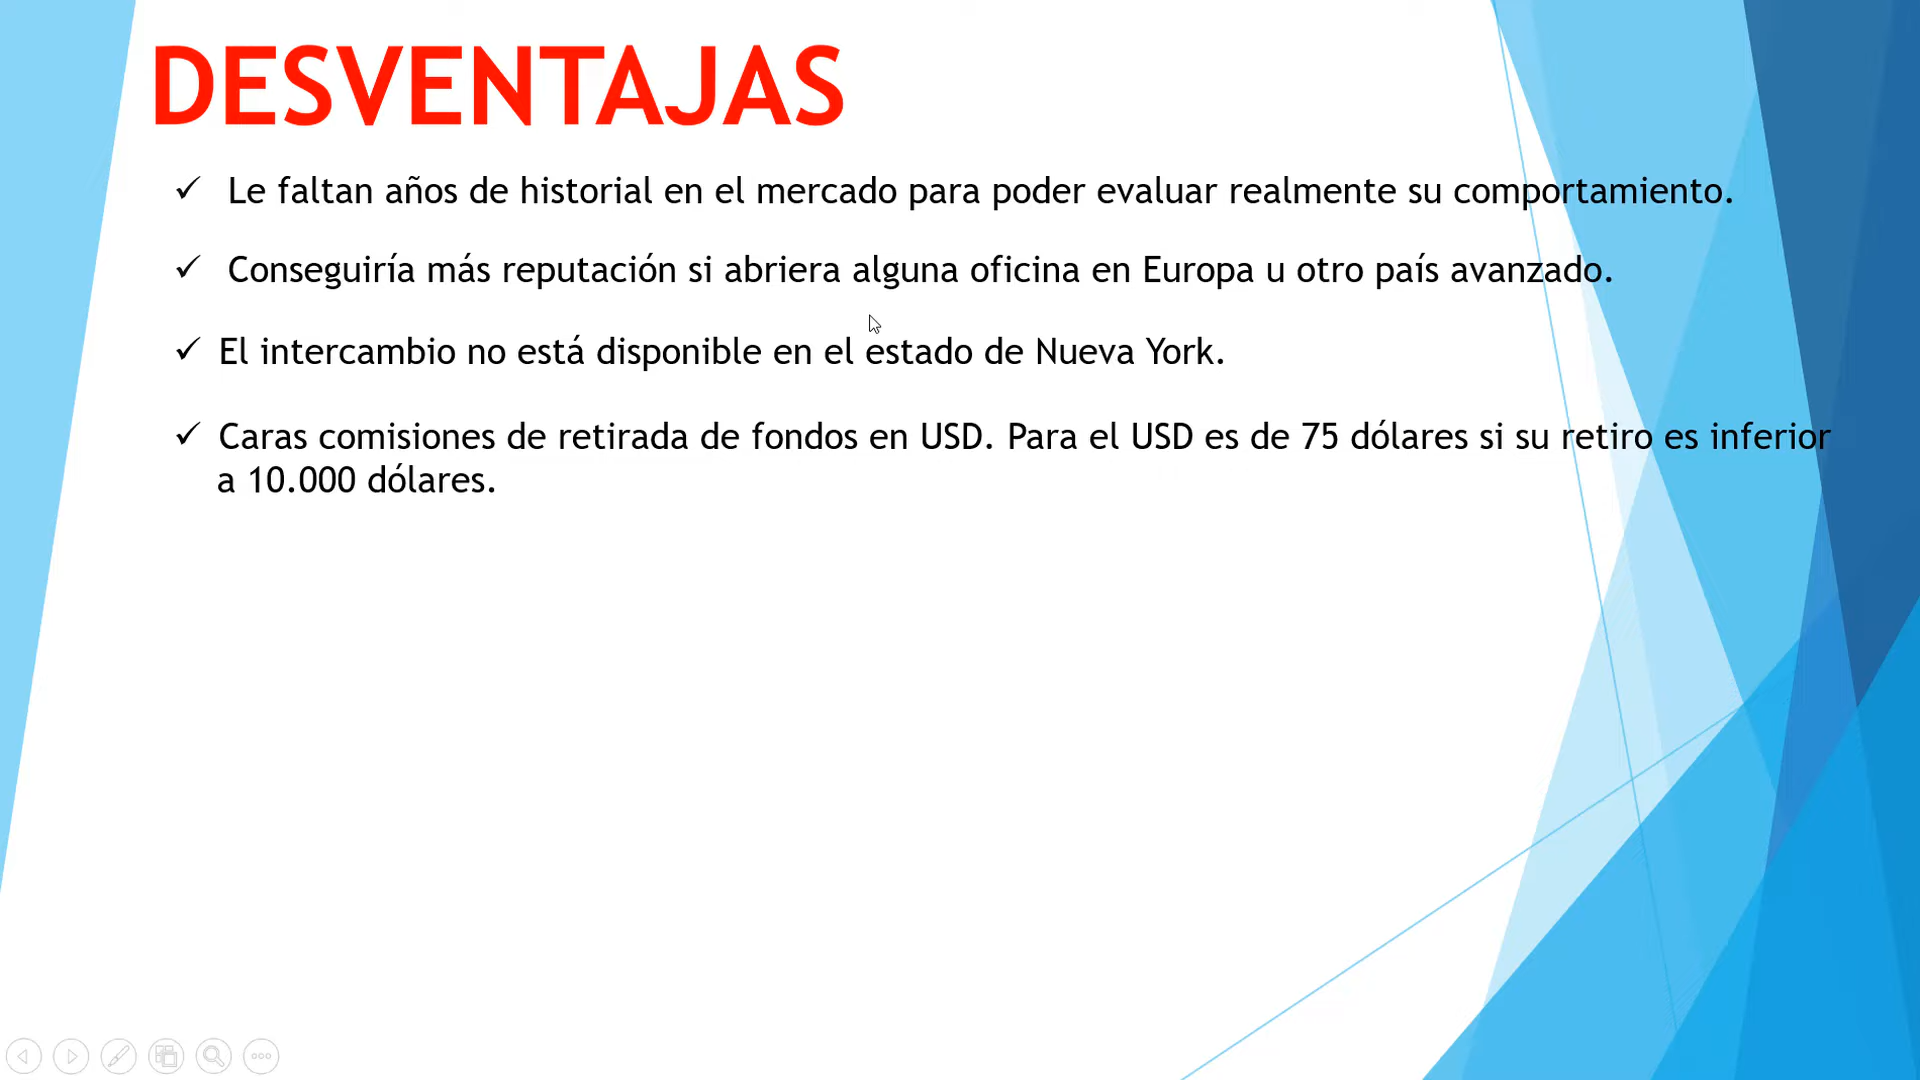 DESVENTAJAS
✓ Le faltan años de historial en el mercado para poder evaluar realmente su comportamiento.
✓ Conseguiría más reputación si abriera alguna oficina en Europa u otro país avanzado.
✓ El intercambio no está disponible en el estado de Nueva York.
✓ Caras comisiones de retirada de fondos en USD. Para el USD es de 75 dólares si su retiro es inferior
a 10.000 dólares.